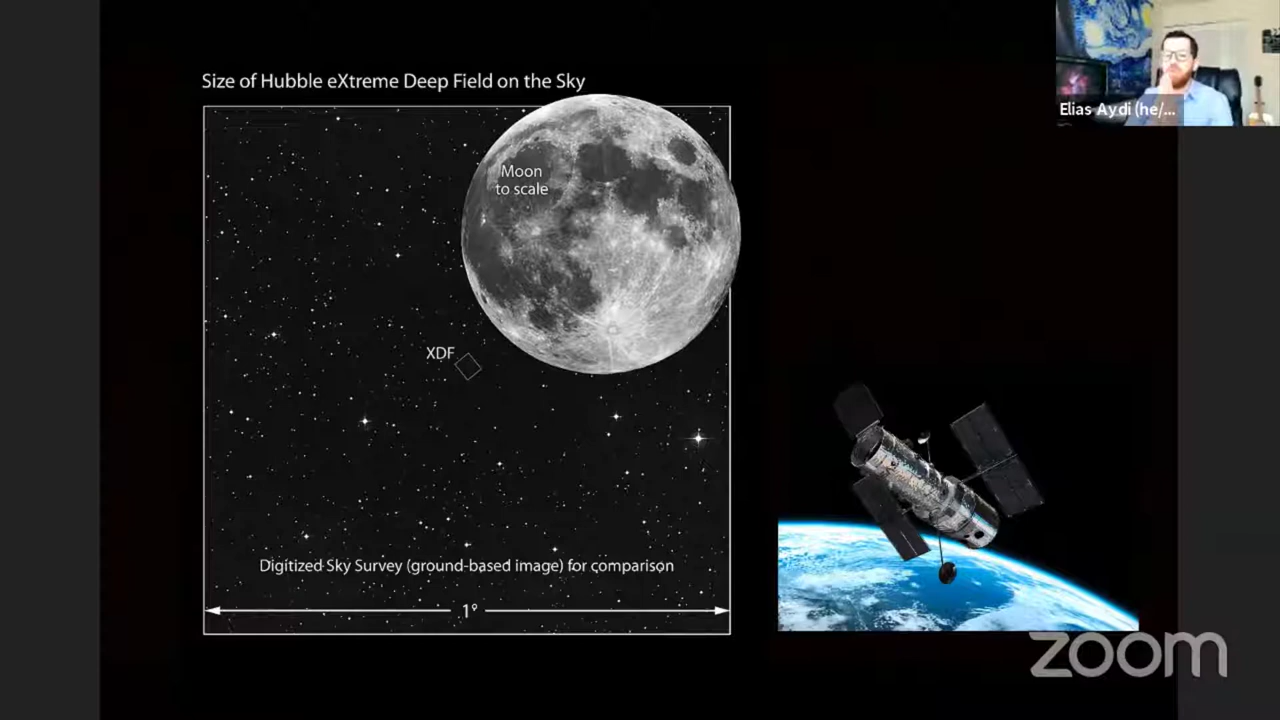 Size of Hubble eXtreme Deep Field on the Sky
Elias Aydi (he/...
Moon
to scale
XDF
Digitized Sky Survey (ground-based image) for comparison
1°
zoom